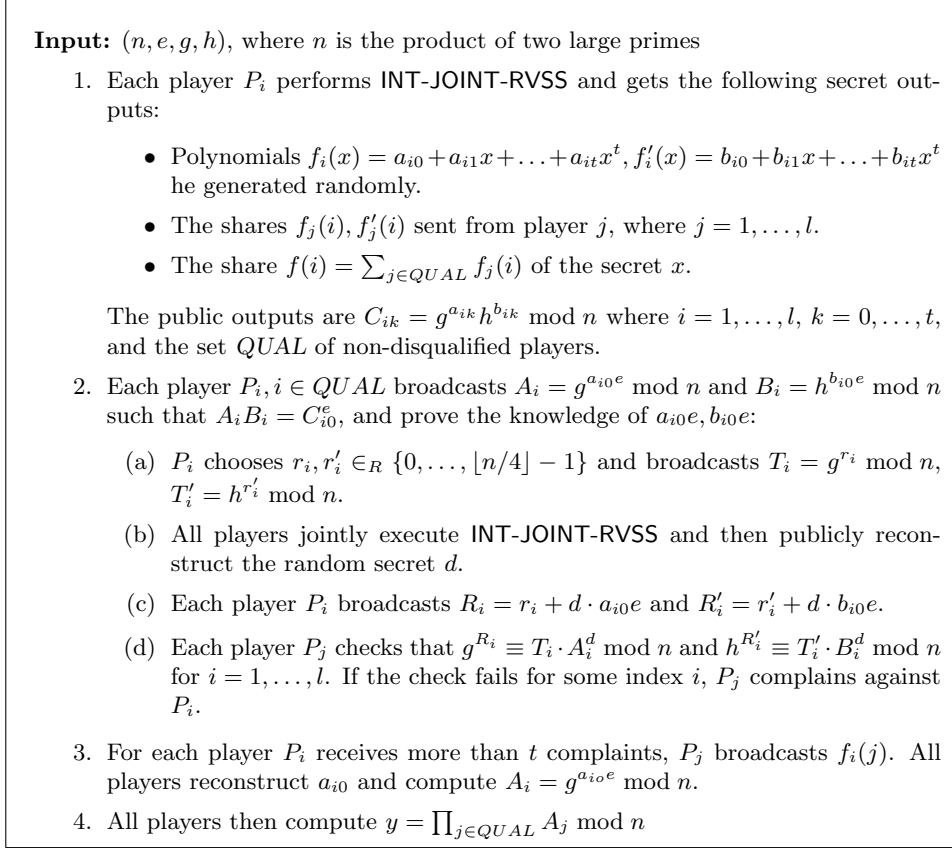 Input: (n, e, g, h), where n is the product of two large primes
1. Each player P_i performs INT-JOINT-RVSS and gets the following secret out-
puts:
• Polynomials f_i(x) = a_{i0} + a_{i1}x + . . . + a_{it}x^t, f'_i(x) = b_{i0} + b_{i1}x + . . . + b_{it}x^t
he generated randomly.
• The shares f_j(i), f'_j(i) sent from player j, where j = 1, . . . , l.
• The share f(i) = ∑_{j∈QUAL} f_j(i) of the secret x.
The public outputs are C_{ik} = g^{a_{ik}}h^{b_{ik}} mod n where i = 1, . . . , l, k = 0, . . . , t,
and the set QUAL of non-disqualified players.
2. Each player P_i, i ∈ QUAL broadcasts A_i = g^{a_{i0}e} mod n and B_i = h^{b_{i0}e} mod n
such that A_iB_i = C^e_{i0}, and prove the knowledge of a_{i0}e, b_{i0}e:
(a) P_i chooses r_i, r'_i ∈_R {0, . . . , ⌊n/4⌋ − 1} and broadcasts T_i = g^{r_i} mod n,
T'_i = h^{r'_i} mod n.
(b) All players jointly execute INT-JOINT-RVSS and then publicly recon-
struct the random secret d.
(c) Each player P_i broadcasts R_i = r_i + d · a_{i0}e and R'_i = r'_i + d · b_{i0}e.
(d) Each player P_j checks that g^{R_i} ≡ T_i · A_i^d mod n and h^{R'_i} ≡ T'_i · B_i^d mod n
for i = 1, . . . , l. If the check fails for some index i, P_j complains against
P_i.
3. For each player P_i receives more than t complaints, P_j broadcasts f_i(j). All
players reconstruct a_{i0} and compute A_i = g^{a_{io}e} mod n.
4. All players then compute y = ∏_{j∈QUAL} A_j mod n